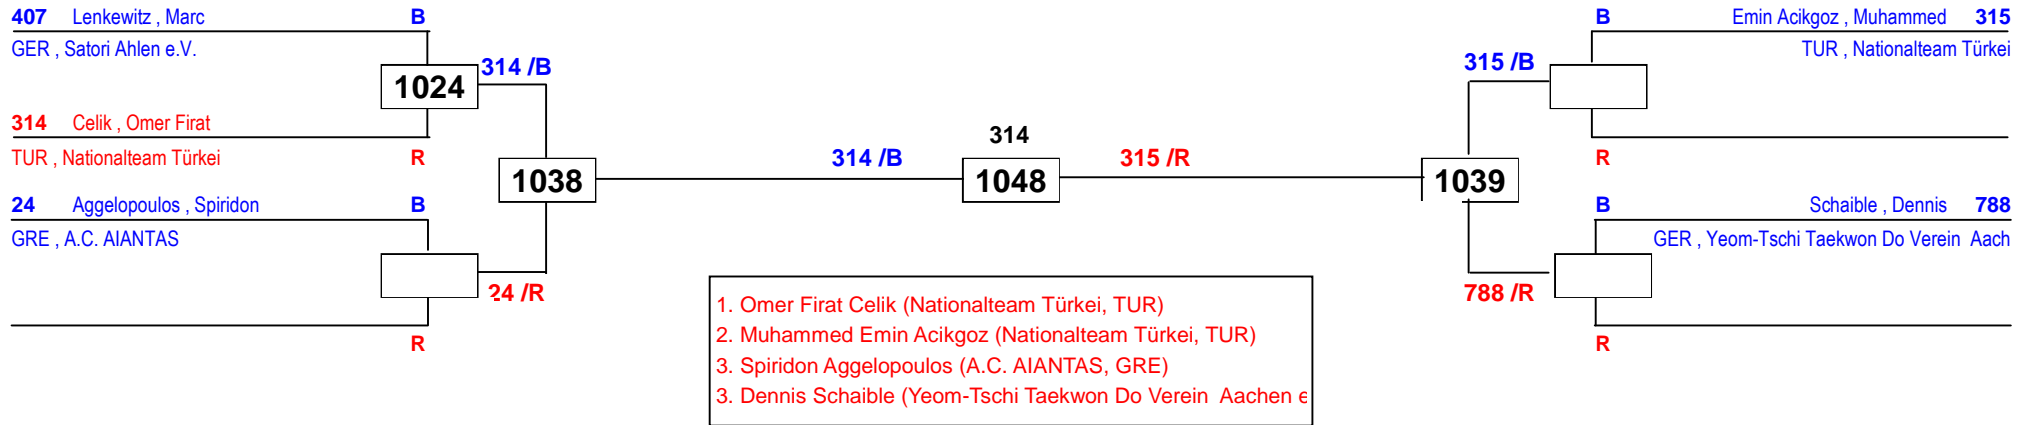 407 Lenkewitz , Marc B
GER , Satori Ahlen e.V.
1024
314 /B
314 Celik , Omer Firat
TUR , Nationalteam Türkei R
1038
24 Aggelopoulos , Spiridon B
GRE , A.C. AIANTAS
24 /R
R
314 /B
314
1048
315 /R
B Emin Acikgoz , Muhammed 315
TUR , Nationalteam Türkei
315 /B
R
1039
B Schaible , Dennis 788
GER , Yeom-Tschi Taekwon Do Verein Aach
788 /R
R
1. Omer Firat Celik (Nationalteam Türkei, TUR)
2. Muhammed Emin Acikgoz (Nationalteam Türkei, TUR)
3. Spiridon Aggelopoulos (A.C. AIANTAS, GRE)
3. Dennis Schaible (Yeom-Tschi Taekwon Do Verein Aachen e